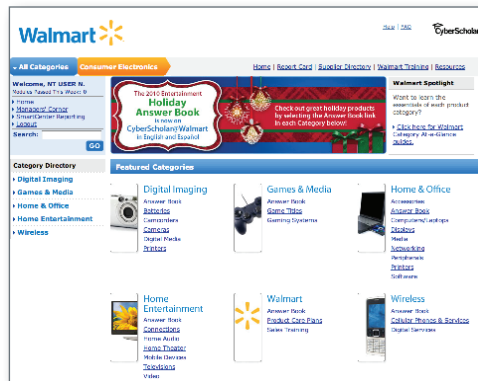 Walmart
Help | FAQ
CyberScholar
All Categories
Consumer Electronics
Home | Report Card | Supplier Directory | Walmart Training | Resources
Welcome, NT USER N.
Modules Passed This Week: 0
Home
Managers' Corner
SmartCenter Reporting
Logout
Search:
GO
The 2010 Entertainment
Holiday
Answer Book
is now on
CyberScholar/Walmart
in English and Español
Check out great holiday products
by selecting the Answer Book link
in each Category below!
Walmart Spotlight
Want to learn the
essentials of each product
category?
Click here for Walmart
Category At-a-Glance
guides.
Category Directory
Digital Imaging
Games & Media
Home & Office
Home Entertainment
Wireless
Featured Categories
Digital Imaging
Answer Book
Batteries
Camcorders
Cameras
Digital Media
Printers
Games & Media
Answer Book
Game Titles
Gaming Systems
Home & Office
Accessories
Answer Book
Computers/Laptops
Displays
Media
Networking
Peripherals
Printers
Software
Home
Entertainment
Answer Book
Connections
Home Audio
Home Theater
Mobile Devices
Televisions
Video
Walmart
Answer Book
Product Care Plans
Sales Training
Wireless
Answer Book
Cellular Phones & Services
Digital Services